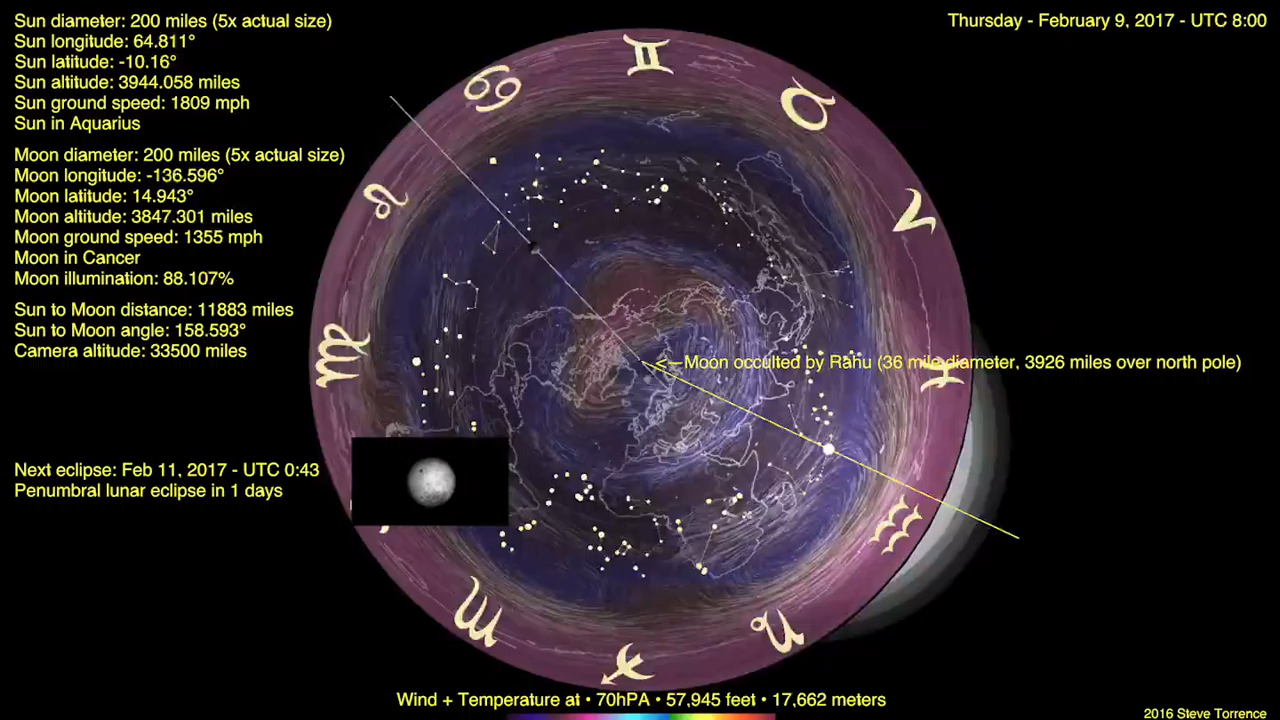 Sun diameter: 200 miles (5x actual size)
Sun longitude: 64.811°
Sun latitude: -10.16°
Sun altitude: 3944.058 miles
Sun ground speed: 1809 mph
Sun in Aquarius
Thursday - February 9, 2017 - UTC 8:00
Moon diameter: 200 miles (5x actual size)
Moon longitude: -136.596°
Moon latitude: 14.943°
Moon altitude: 3847.301 miles
Moon ground speed: 1355 mph
Moon in Cancer
Moon illumination: 88.107%
Sun to Moon distance: 11883 miles
Sun to Moon angle: 158.593°
Camera altitude: 33500 miles
<—Moon occulted by Rahu (36 mile diameter, 3926 miles over north pole)
Next eclipse: Feb 11, 2017 - UTC 0:43
Penumbral lunar eclipse in 1 days
Wind + Temperature at • 70hPA • 57,945 feet • 17,662 meters
2016 Steve Torrence